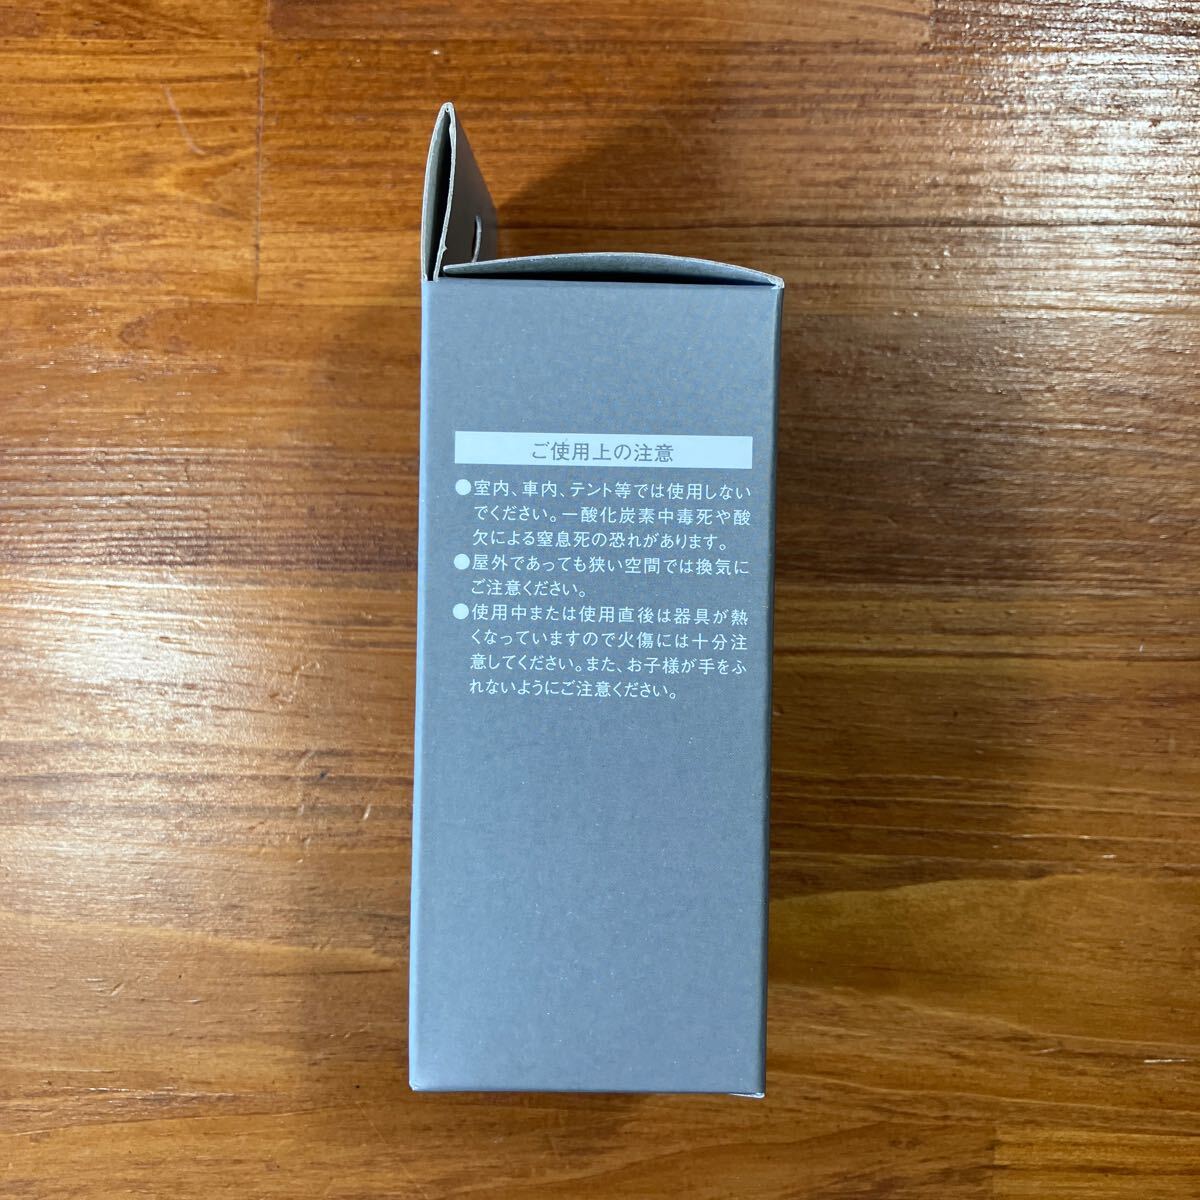 ご使用上の注意
●室内、車内、テント等では使用しない
でください。一酸化炭素中毒死や酸
欠による窒息死の恐れがあります。
●屋外であっても狭い空間では換気に
ご注意ください。
●使用中または使用直後は器具が熱
くなっていますので火傷には十分注
意してください。また、お子様が手をふ
れないようにご注意ください。